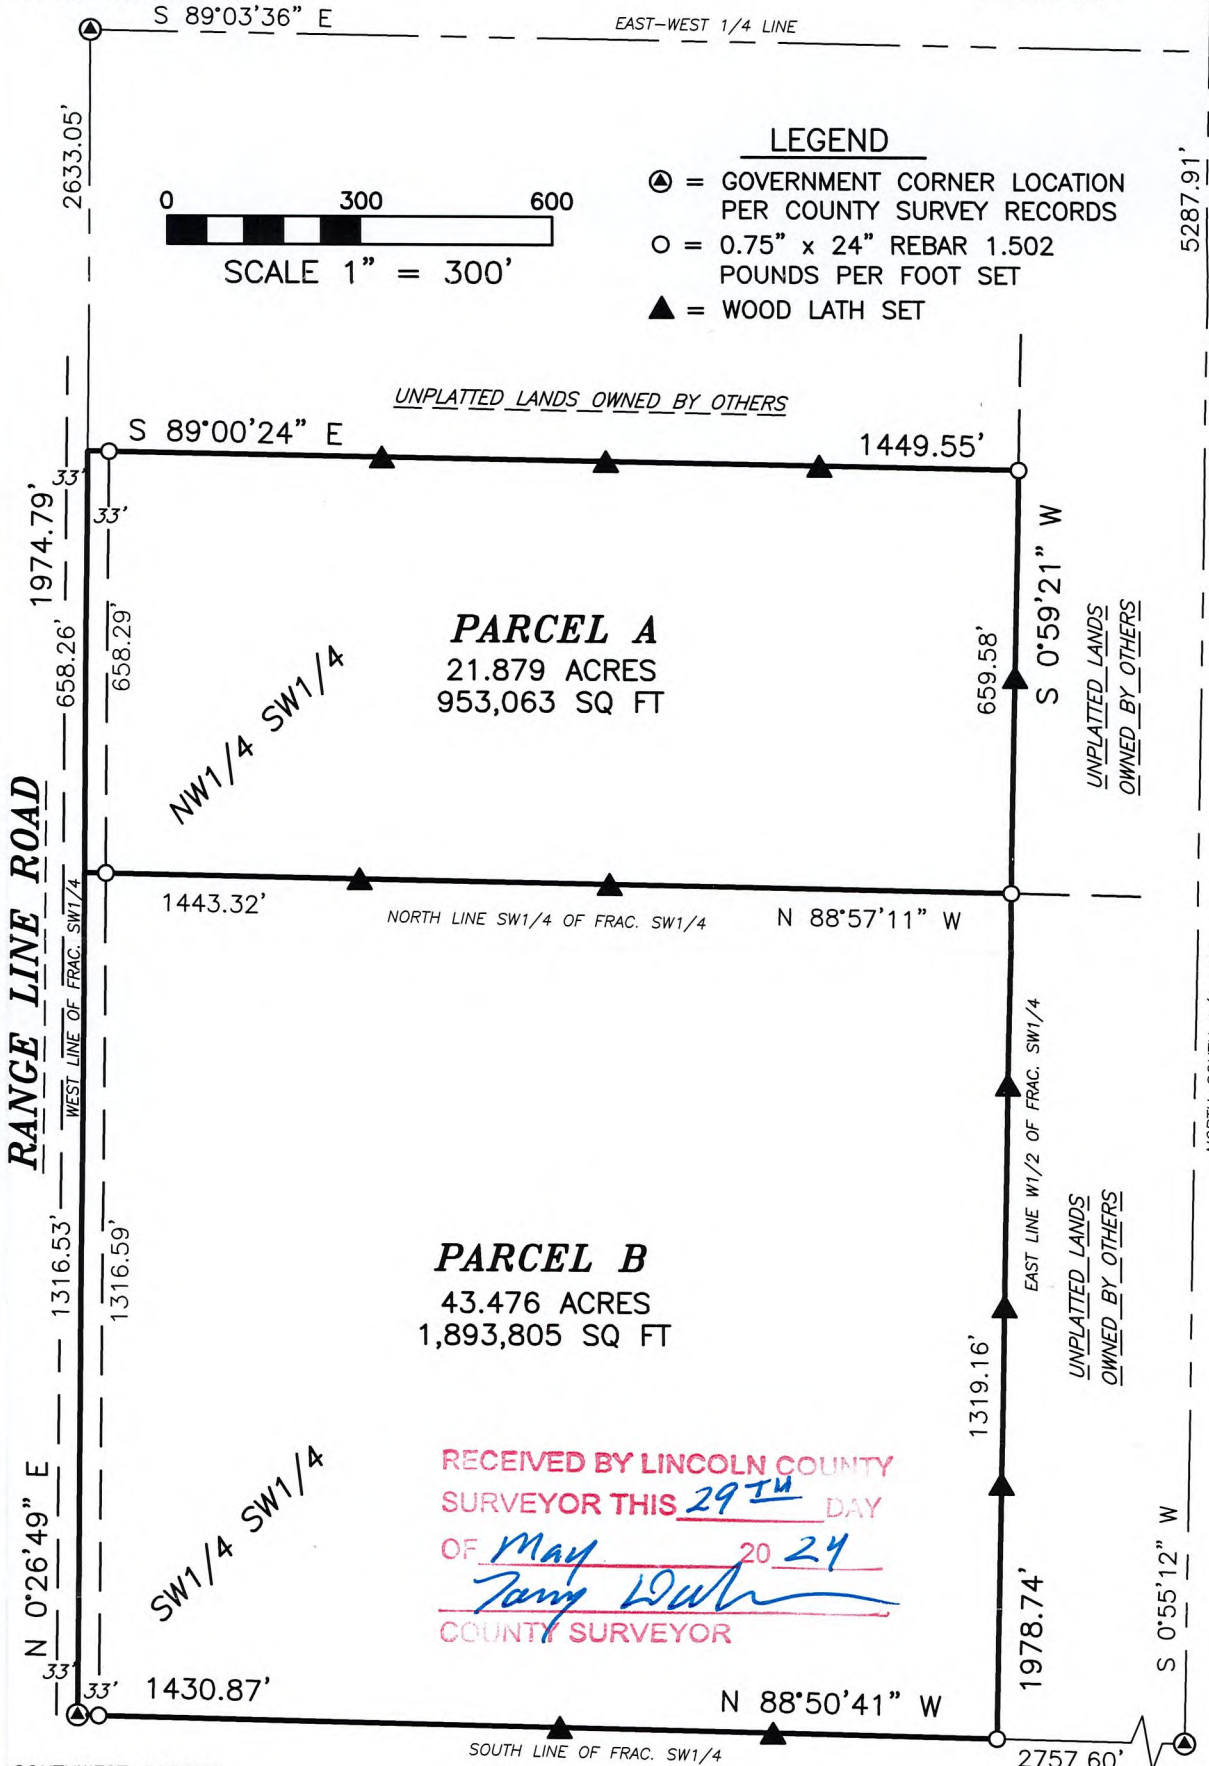 S 89°03'36" E
EAST-WEST 1/4 LINE
2633.05'
5287.91'
LEGEND
= GOVERNMENT CORNER LOCATION
PER COUNTY SURVEY RECORDS
= 0.75" x 24" REBAR 1.502
POUNDS PER FOOT SET
= WOOD LATH SET
0 300 600
SCALE 1" = 300'
UNPLATTED LANDS OWNED BY OTHERS
S 89°00'24" E
1449.55'
33'
33'
1974.79'
658.26'
658.29'
PARCEL A
21.879 ACRES
953,063 SQ FT
NW1/4 SW1/4
659.58'
S 0°59'21" W
UNPLATTED LANDS
OWNED BY OTHERS
RANGE LINE ROAD
WEST LINE OF FRAC. SW1/4
1443.32'
NORTH LINE SW1/4 OF FRAC. SW1/4
N 88°57'11" W
EAST LINE W1/2 OF FRAC. SW1/4
1316.53'
1316.59'
PARCEL B
43.476 ACRES
1,893,805 SQ FT
1319.16'
UNPLATTED LANDS
OWNED BY OTHERS
N 0°26'49" E
SW1/4 SW1/4
RECEIVED BY LINCOLN COUNTY
SURVEYOR THIS 29TH DAY
OF May 20 24
COUNTY SURVEYOR
1978.74'
S 0°55'12" W
33'
33'
1430.87'
N 88°50'41" W
SOUTH LINE OF FRAC. SW1/4
2757.60'